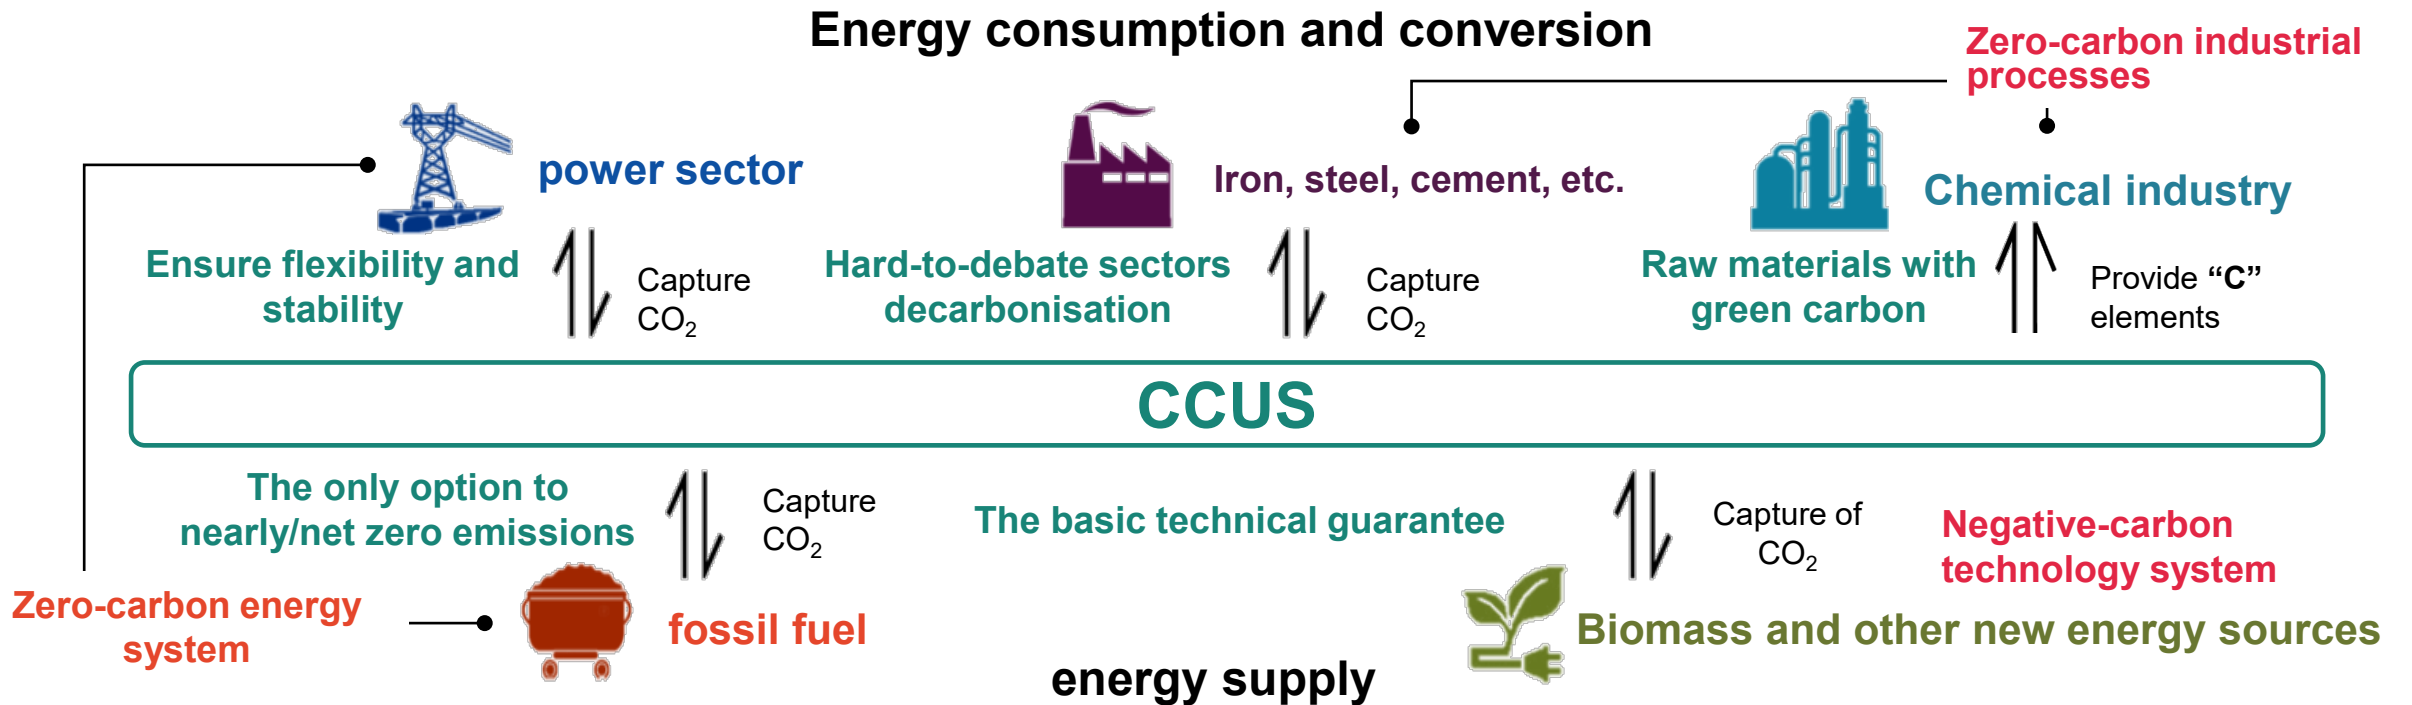 Energy consumption and conversion
Zero-carbon industrial
processes
power sector
Iron, steel, cement, etc.
Chemical industry
Ensure flexibility and
stability
Capture
CO₂
Hard-to-debate sectors
decarbonisation
Capture
CO₂
Raw materials with
green carbon
Provide “C”
elements
CCUS
The only option to
nearly/net zero emissions
Capture
CO₂
The basic technical guarantee
Capture of
CO₂
Negative-carbon
technology system
Zero-carbon energy
system
fossil fuel
Biomass and other new energy sources
energy supply